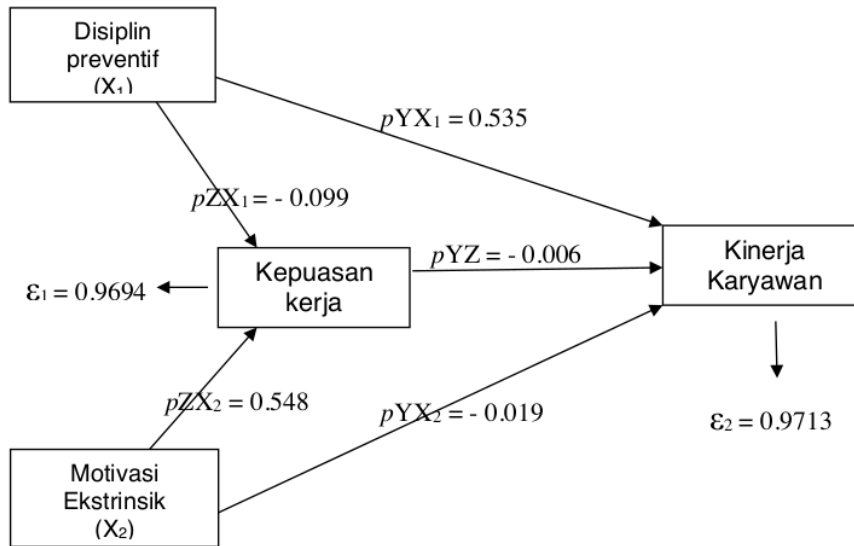 Disiplin
preventif
(X₁)
pYX₁ = 0.535
pZX₁ = - 0.099
Kepuasan
kerja
pYZ = - 0.006
Kinerja
Karyawan
ε₁ = 0.9694
pZX₂ = 0.548
pYX₂ = - 0.019
ε₂ = 0.9713
Motivasi
Ekstrinsik
(X₂)